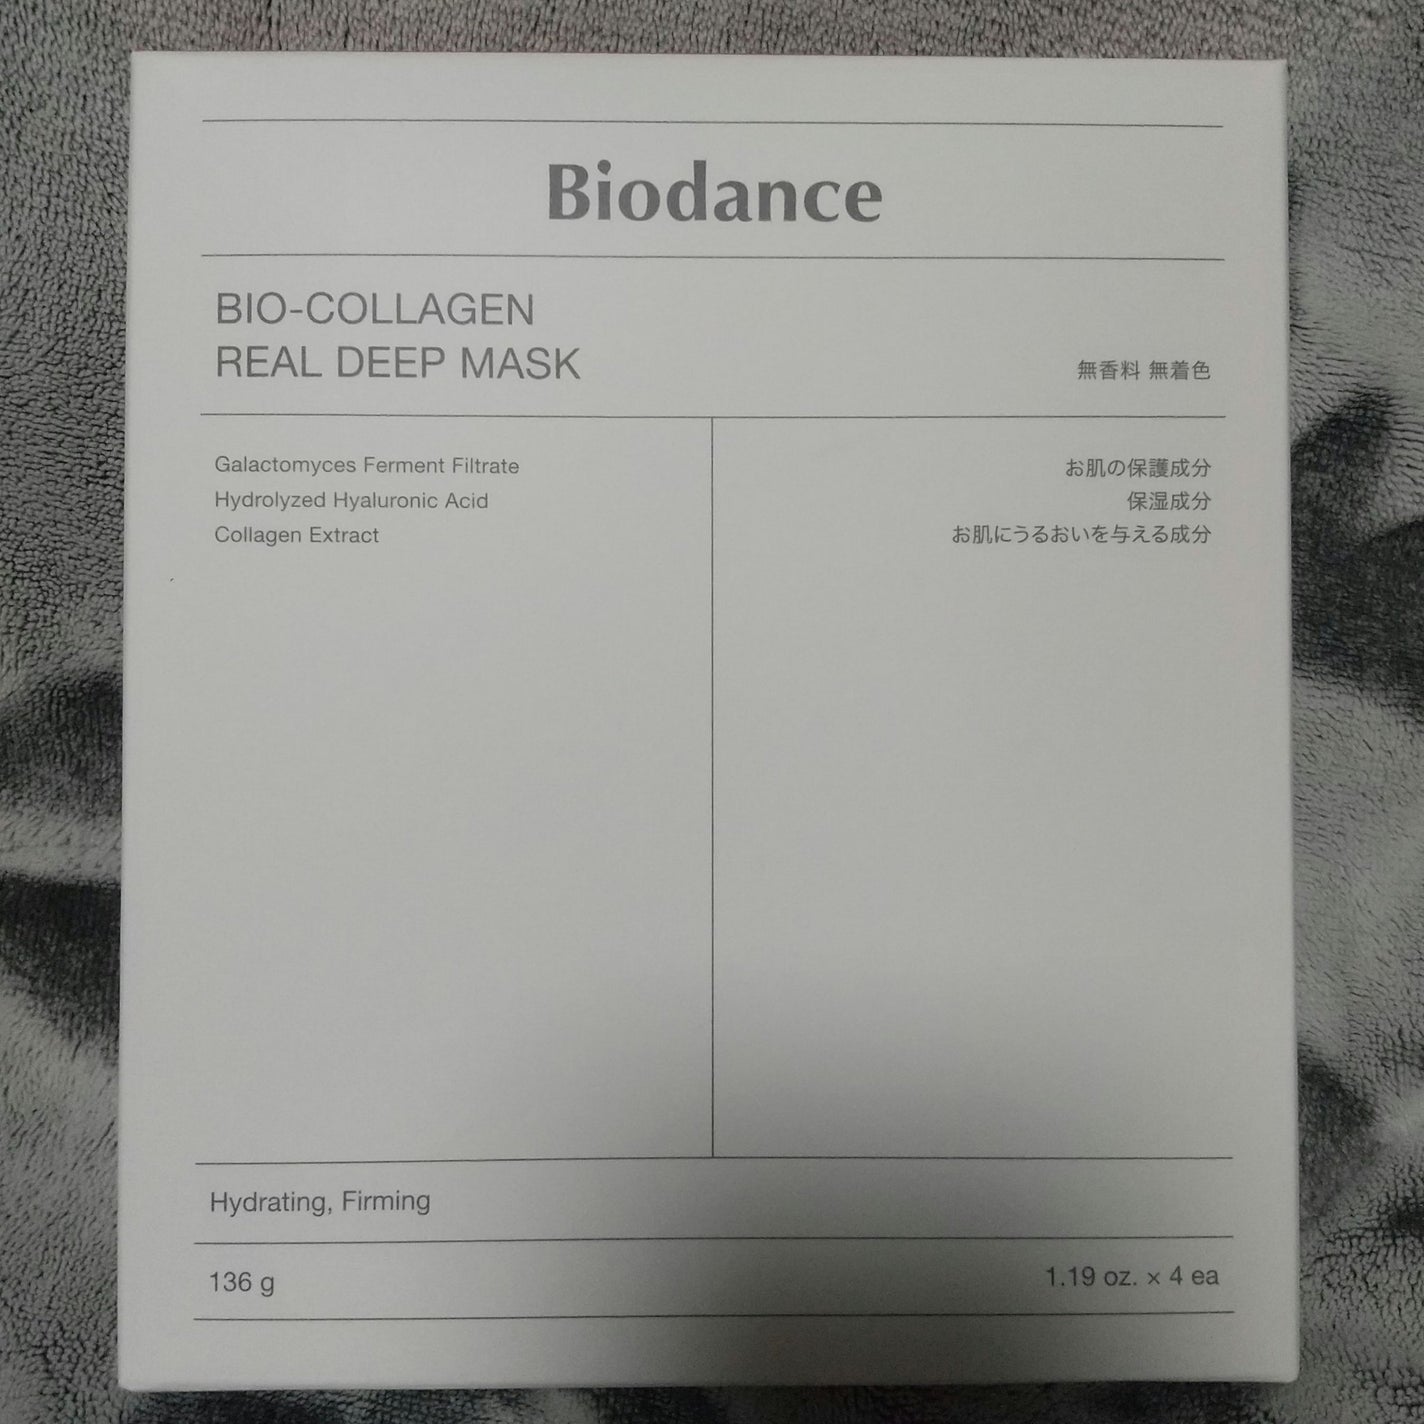 Biodance
BIO-COLLAGEN
REAL DEEP MASK
無香料 無着色
Galactomyces Ferment Filtrate
お肌の保護成分
Hydrolyzed Hyaluronic Acid
保湿成分
Collagen Extract
お肌にうるおいを与える成分
Hydrating, Firming
136 g
1.19 oz. × 4 ea